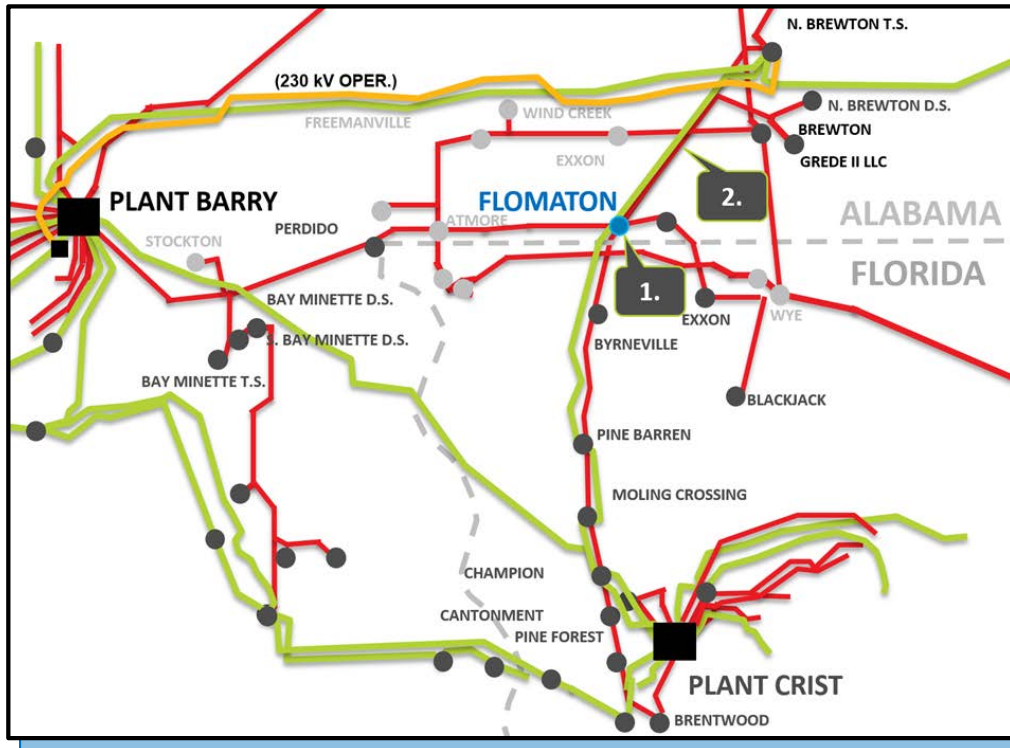 N. BREWTON T.S.
(230 kV OPER.)
FREEMANVILLE
WIND CREEK
N. BREWTON D.S.
BREWTON
EXXON
GREDE II LLC
PLANT BARRY
FLOMATON
2.
PERDIDO
ATMORE
ALABAMA
STOCKTON
FLORIDA
1.
BAY MINETTE D.S.
EXXON
WYE
S. BAY MINETTE D.S.
BYRNEVILLE
BAY MINETTE T.S.
BLACKJACK
PINE BARREN
MOLING CROSSING
CHAMPION
CANTONMENT
PINE FOREST
PLANT CRIST
BRENTWOOD